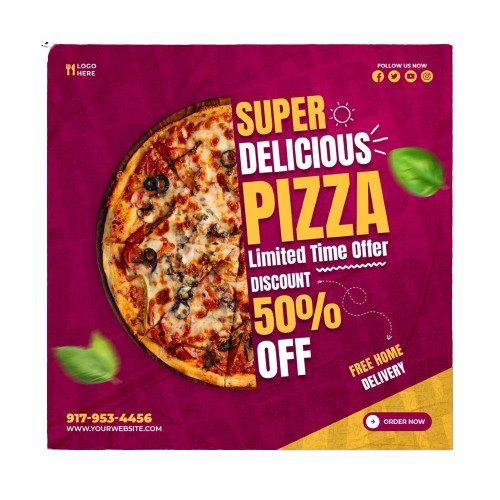 LOGO
HERE
FOLLOW US NOW
SUPER
DELICIOUS
PIZZA
Limited Time Offer
DISCOUNT
50%
OFF
FREE HOME
DELIVERY
917-953-4456
WWW.YOURWEBSITE.COM
ORDER NOW